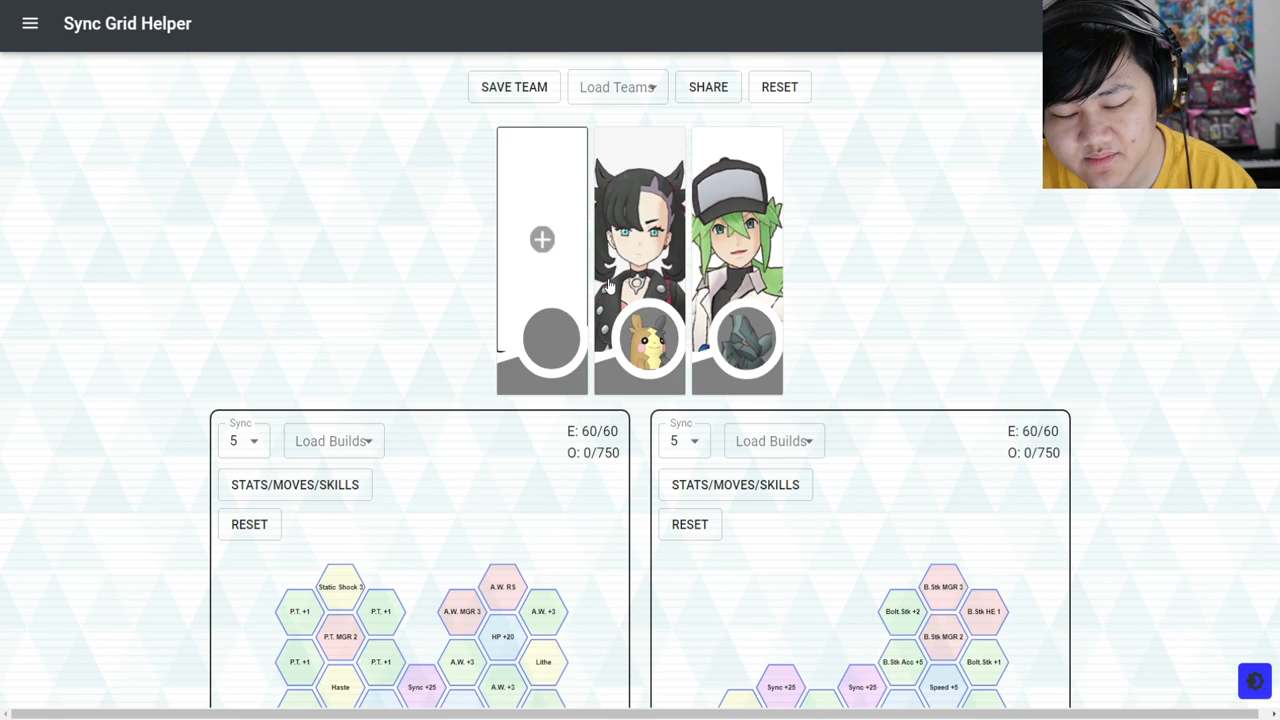 Sync Grid Helper
SAVE TEAM
Load Teams
SHARE
RESET
Sync
5
Load Builds
E: 60/60
O: 0/750
STATS/MOVES/SKILLS
RESET
Static Shock 3
A.W. RS
P.T. +1
P.T. +1
A.W. MGR 3
A.W. +3
P.T. MGR 2
HP +20
P.T. +1
P.T. +1
A.W. +3
Lithe
Haste
Sync +25
A.W. +3
Sync
5
Load Builds
E: 60/60
O: 0/750
STATS/MOVES/SKILLS
RESET
B.Stk MGR 3
Bolt.Stk +2
B.Stk HE 1
B.Stk MGR 2
B.Stk Acc +5
Bolt.Stk +1
Sync +25
Sync +25
Speed +5